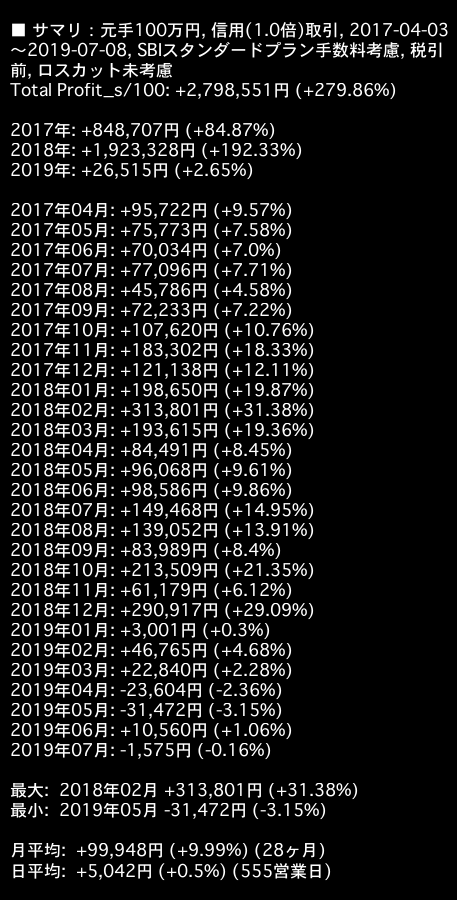 ■ サマリ : 元手100万円, 信用(1.0倍)取引, 2017-04-03
～2019-07-08, SBIスタンダードプラン手数料考慮, 税引
前, ロスカット未考慮
Total Profit_s/100: +2,798,551円 (+279.86%)
2017年: +848,707円 (+84.87%)
2018年: +1,923,328円 (+192.33%)
2019年: +26,515円 (+2.65%)
2017年04月: +95,722円 (+9.57%)
2017年05月: +75,773円 (+7.58%)
2017年06月: +70,034円 (+7.0%)
2017年07月: +77,096円 (+7.71%)
2017年08月: +45,786円 (+4.58%)
2017年09月: +72,233円 (+7.22%)
2017年10月: +107,620円 (+10.76%)
2017年11月: +183,302円 (+18.33%)
2017年12月: +121,138円 (+12.11%)
2018年01月: +198,650円 (+19.87%)
2018年02月: +313,801円 (+31.38%)
2018年03月: +193,615円 (+19.36%)
2018年04月: +84,491円 (+8.45%)
2018年05月: +96,068円 (+9.61%)
2018年06月: +98,586円 (+9.86%)
2018年07月: +149,468円 (+14.95%)
2018年08月: +139,052円 (+13.91%)
2018年09月: +83,989円 (+8.4%)
2018年10月: +213,509円 (+21.35%)
2018年11月: +61,179円 (+6.12%)
2018年12月: +290,917円 (+29.09%)
2019年01月: +3,001円 (+0.3%)
2019年02月: +46,765円 (+4.68%)
2019年03月: +22,840円 (+2.28%)
2019年04月: -23,604円 (-2.36%)
2019年05月: -31,472円 (-3.15%)
2019年06月: +10,560円 (+1.06%)
2019年07月: -1,575円 (-0.16%)
最大: 2018年02月 +313,801円 (+31.38%)
最小: 2019年05月 -31,472円 (-3.15%)
月平均: +99,948円 (+9.99%) (28ヶ月)
日平均: +5,042円 (+0.5%) (555営業日)